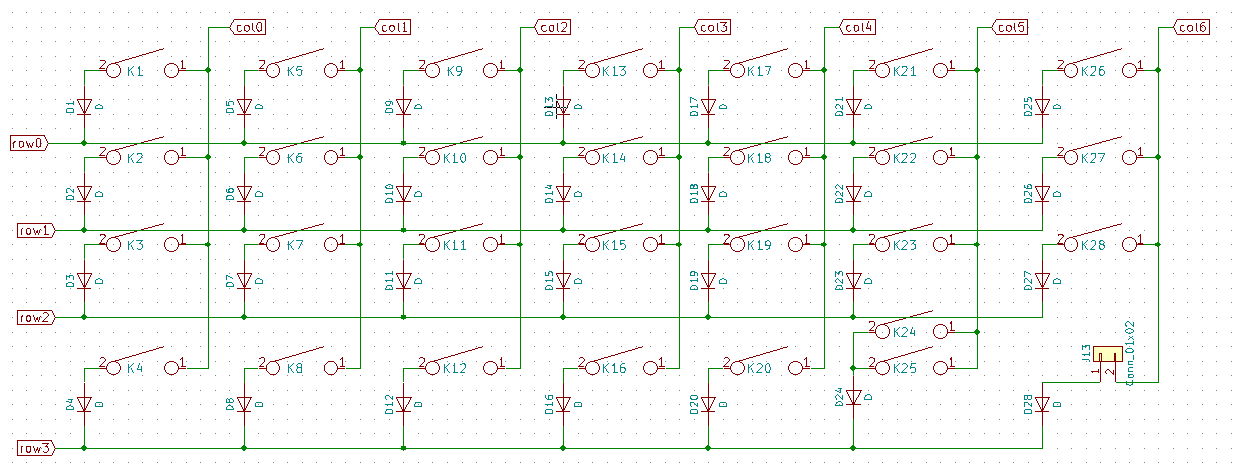 col0 col1 col2 col3 col4 col5 col6
2 K1 1 2 K5 1 2 K9 1 2 K13 1 2 K17 1 2 K21 1 2 K26 1
D1 D D5 D D9 D D13 D D17 D D21 D D25 D
row0
2 K2 1 2 K6 1 2 K10 1 2 K14 1 2 K18 1 2 K22 1 2 K27 1
D2 D D6 D D10 D D14 D D18 D D22 D D26 D
row1
2 K3 1 2 K7 1 2 K11 1 2 K15 1 2 K19 1 2 K23 1 2 K28 1
D3 D D7 D D11 D D15 D D19 D D23 D D27 D
row2
2 K24 1
J13 Conn_01x02
2 K4 1 2 K8 1 2 K12 1 2 K16 1 2 K20 1 2 K25 1 1 2
D4 D D8 D D12 D D16 D D20 D D24 D D28 D
row3